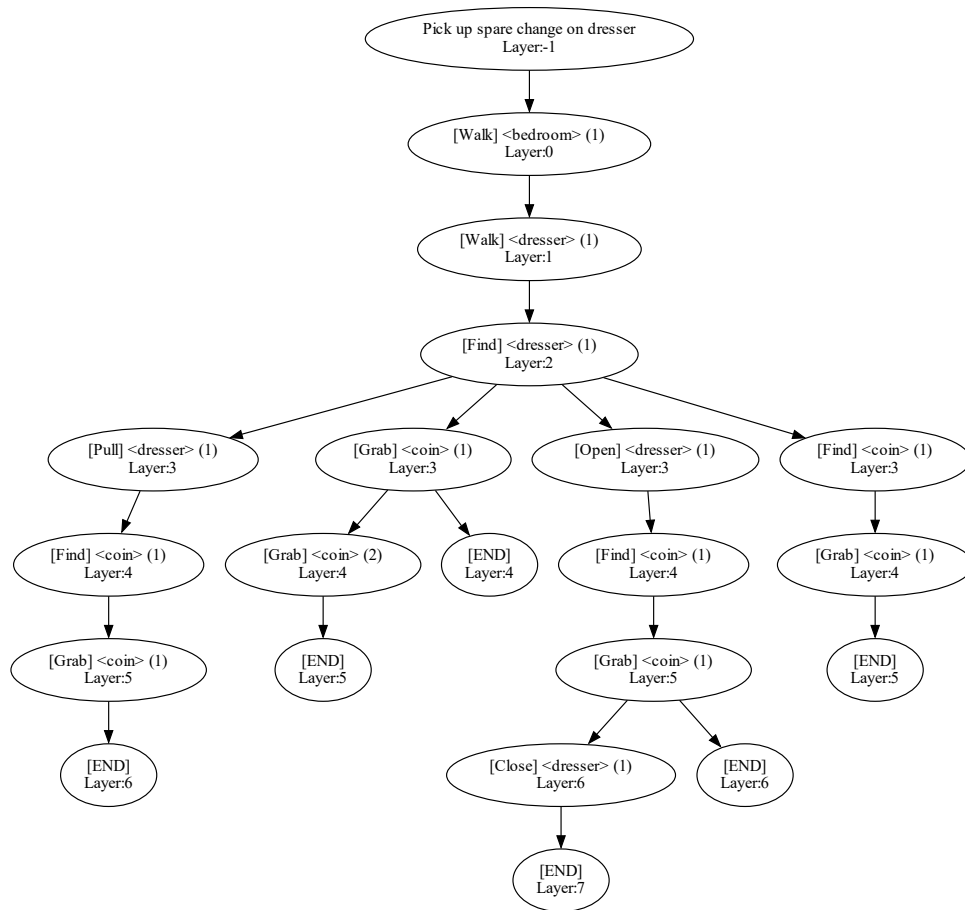 Pick up spare change on dresser
Layer:-1
[Walk] <bedroom> (1)
Layer:0
[Walk] <dresser> (1)
Layer:1
[Find] <dresser> (1)
Layer:2
[Pull] <dresser> (1)
Layer:3
[Grab] <coin> (1)
Layer:3
[Open] <dresser> (1)
Layer:3
[Find] <coin> (1)
Layer:3
[Find] <coin> (1)
Layer:4
[Grab] <coin> (2)
Layer:4
[END]
Layer:4
[Find] <coin> (1)
Layer:4
[Grab] <coin> (1)
Layer:4
[Grab] <coin> (1)
Layer:5
[END]
Layer:5
[Grab] <coin> (1)
Layer:5
[END]
Layer:5
[END]
Layer:6
[Close] <dresser> (1)
Layer:6
[END]
Layer:6
[END]
Layer:7